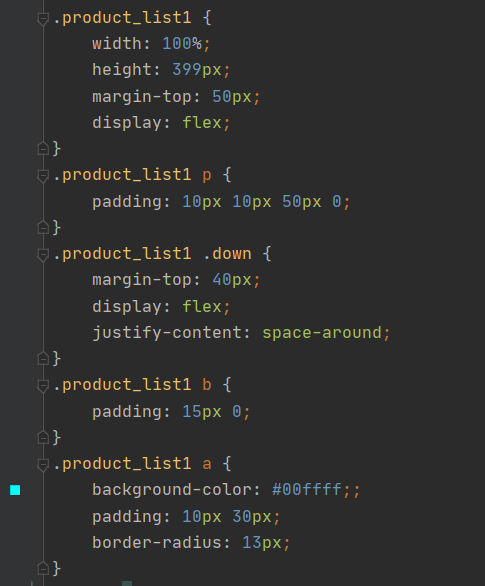 .product_list1 {
    width: 100%;
    height: 399px;
    margin-top: 50px;
    display: flex;
}
.product_list1 p {
    padding: 10px 10px 50px 0;
}
.product_list1 .down {
    margin-top: 40px;
    display: flex;
    justify-content: space-around;
}
.product_list1 b {
    padding: 15px 0;
}
.product_list1 a {
    background-color: #00ffff;;
    padding: 10px 30px;
    border-radius: 13px;
}